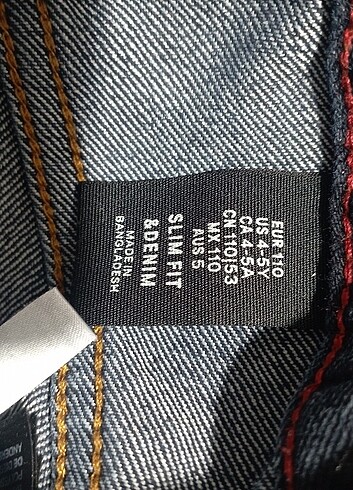 EUR 110
US 4-5Y
CA 4-5A
CN 110/53
MX 110
AUS 5
SLIM FIT
&DENIM
MADE IN
BANGLADESH